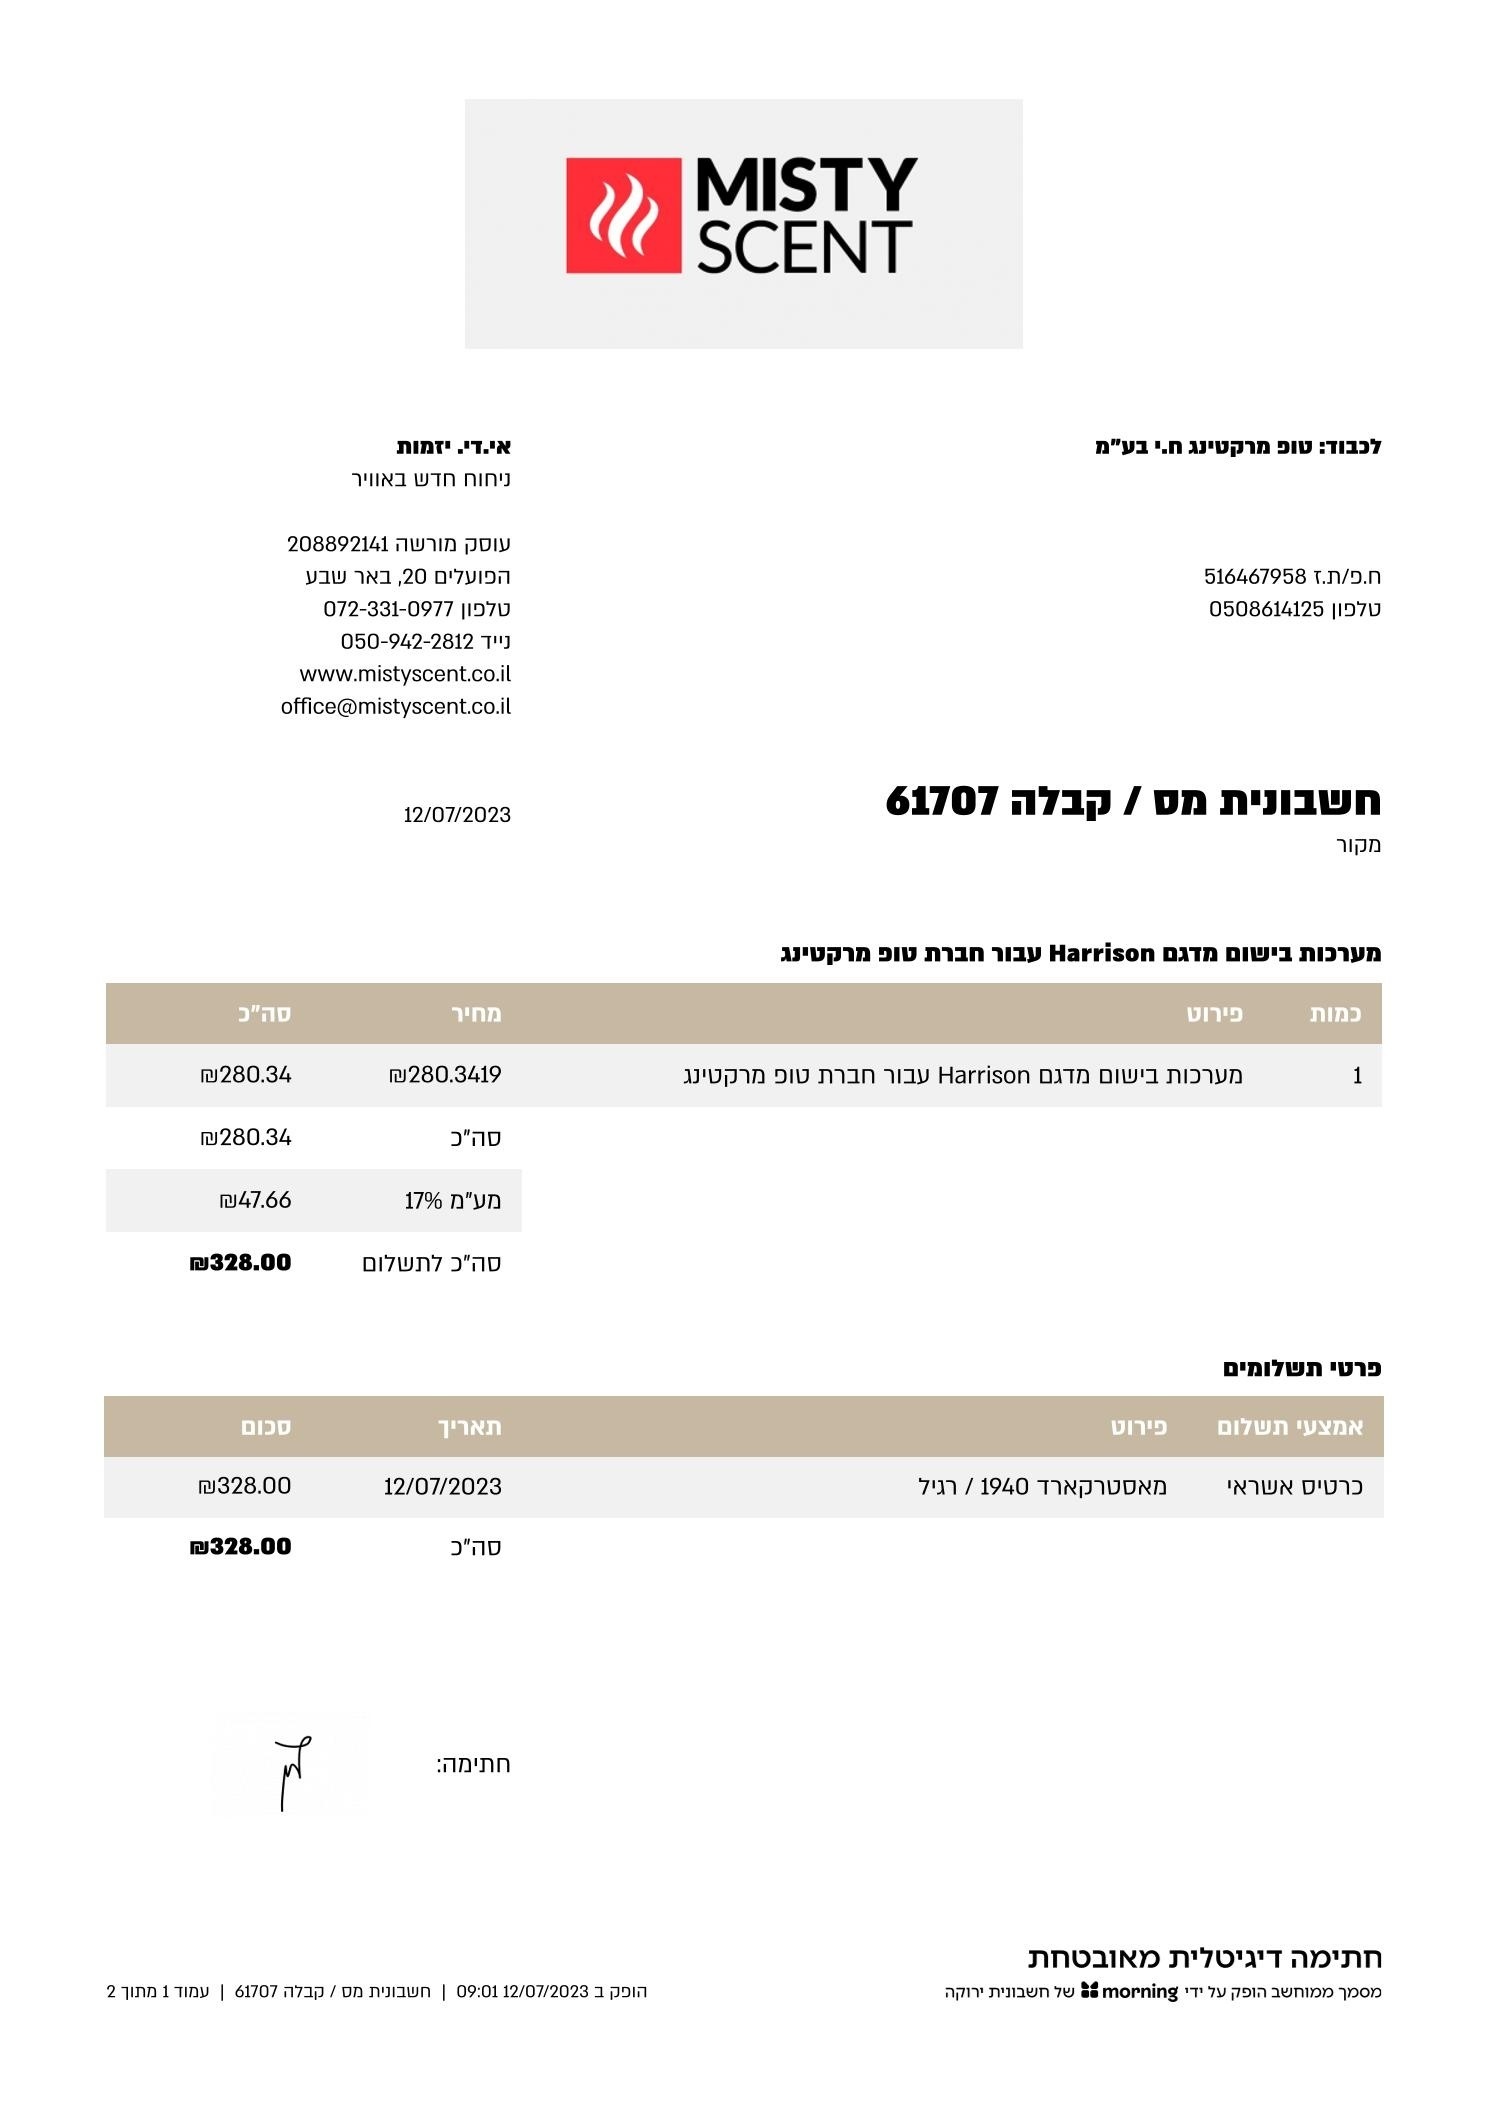 MISTY
SCENT
לכבוד: טופ מרקטינג ח.י בע"מ
ח.פ/ת.ז 516467958
טלפון 0508614125
אי.די. יזמות
ניחוח חדש באוויר
עוסק מורשה 208892141
הפועלים 20, באר שבע
טלפון 072-331-0977
נייד 050-942-2812
www.mistyscent.co.il
office@mistyscent.co.il
חשבונית מס / קבלה 61707
מקור
12/07/2023
מערכות בישום מדגם Harrison עבור חברת טופ מרקטינג
כמות פירוט מחיר סה"כ
1 מערכות בישום מדגם Harrison עבור חברת טופ מרקטינג ₪280.3419 ₪280.34
סה"כ ₪280.34
מע"מ 17% ₪47.66
סה"כ לתשלום ₪328.00
פרטי תשלומים
אמצעי תשלום פירוט תאריך סכום
כרטיס אשראי מאסטרקארד 1940 / רגיל 12/07/2023 ₪328.00
סה"כ ₪328.00
חתימה:
חתימה דיגיטלית מאובטחת
מסמך ממוחשב הופק על ידי morning של חשבונית ירוקה
הופק ב 12/07/2023 09:01 | חשבונית מס / קבלה 61707 | עמוד 1 מתוך 2